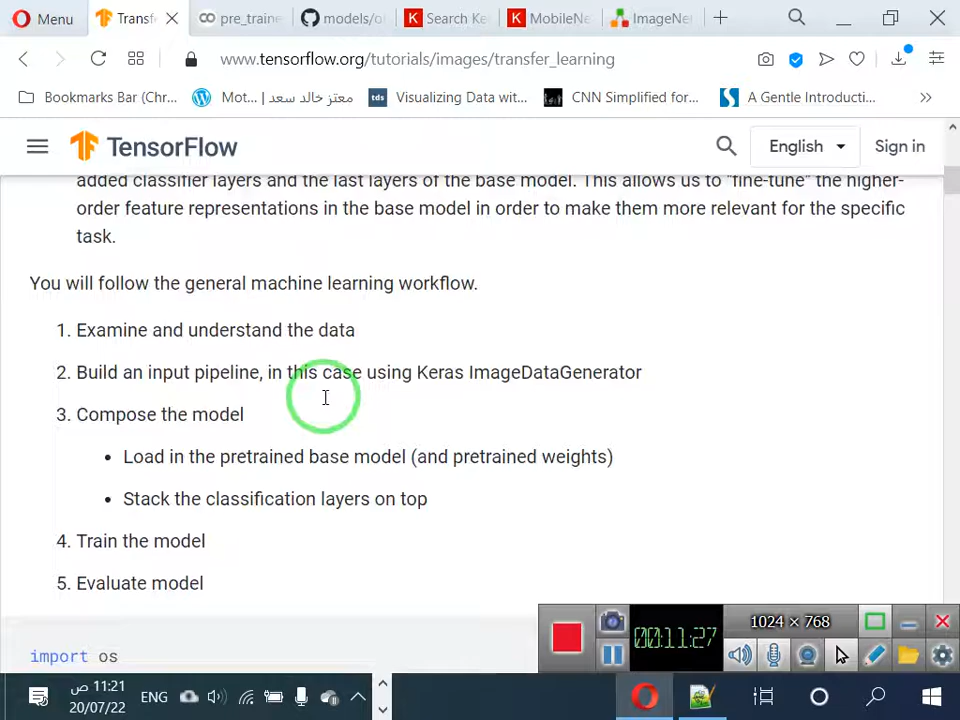 Menu
Transf
pre_traine
models/o
Search Ke
MobileNe
ImageNe
www.tensorflow.org/tutorials/images/transfer_learning
Bookmarks Bar (Chr...
Mot... | معتز خالد سعد
tds
Visualizing Data wit...
CNN Simplified for...
A Gentle Introducti...
TensorFlow
English
Sign in
added classifier layers and the last layers of the base model. This allows us to "fine-tune" the higher-
order feature representations in the base model in order to make them more relevant for the specific
task.
You will follow the general machine learning workflow.
1. Examine and understand the data
2. Build an input pipeline, in this case using Keras ImageDataGenerator
3. Compose the model
• Load in the pretrained base model (and pretrained weights)
• Stack the classification layers on top
4. Train the model
5. Evaluate model
import os
1024 × 768
00:11:27
11:21 ص
ENG
20/07/22